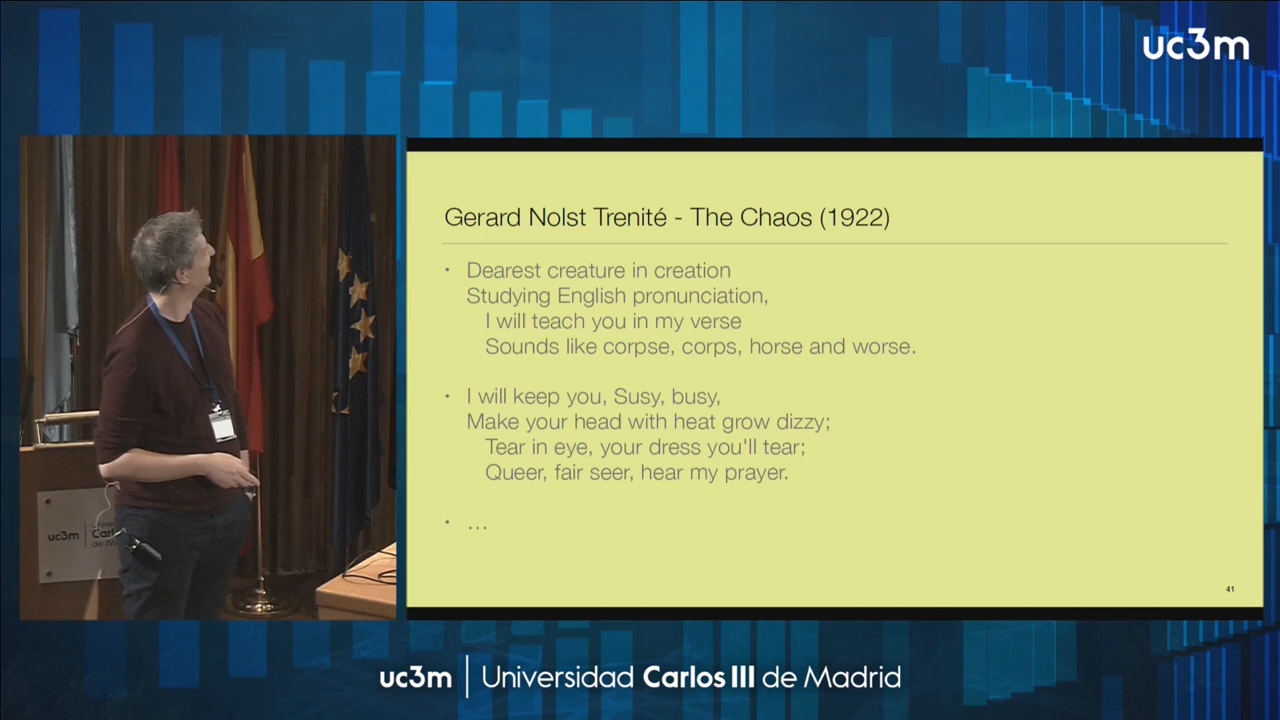 uc3m
Gerard Nolst Trenité - The Chaos (1922)
• Dearest creature in creation
Studying English pronunciation,
I will teach you in my verse
Sounds like corpse, corps, horse and worse.
• I will keep you, Susy, busy,
Make your head with heat grow dizzy;
Tear in eye, your dress you'll tear;
Queer, fair seer, hear my prayer.
• …
41
uc3m
Carl
de M
uc3m | Universidad Carlos III de Madrid